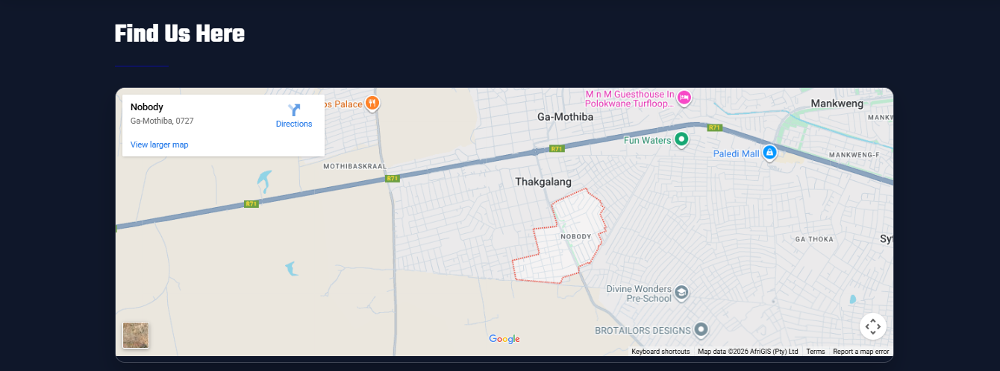 Find Us Here
Nobody
Ga-Mothiba, 0727
Directions
View larger map
os Palace
M n M Guesthouse In
Polokwane Turfloop...
Ga-Mothiba
Mankweng
MANKW
R71
Fun Waters
R71
Paledi Mall
MANKWENG-F
MOTHIBASKRAAL
R71
Thakgalang
R71
NOBODY
GA THOKA
Sy
Divine Wonders
Pre-School
BROTAILORS DESIGNS
Google
Keyboard shortcuts
Map data ©2026 AfriGIS (Pty) Ltd
Terms
Report a map error